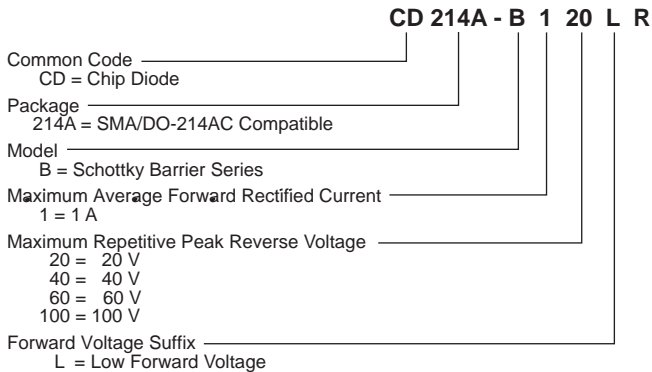 CD 214A - B 1 20 L R
Common Code
CD = Chip Diode
Package
214A = SMA/DO-214AC Compatible
Model
B = Schottky Barrier Series
Maximum Average Forward Rectified Current
1 = 1 A
Maximum Repetitive Peak Reverse Voltage
20 = 20 V
40 = 40 V
60 = 60 V
100 = 100 V
Forward Voltage Suffix
L = Low Forward Voltage